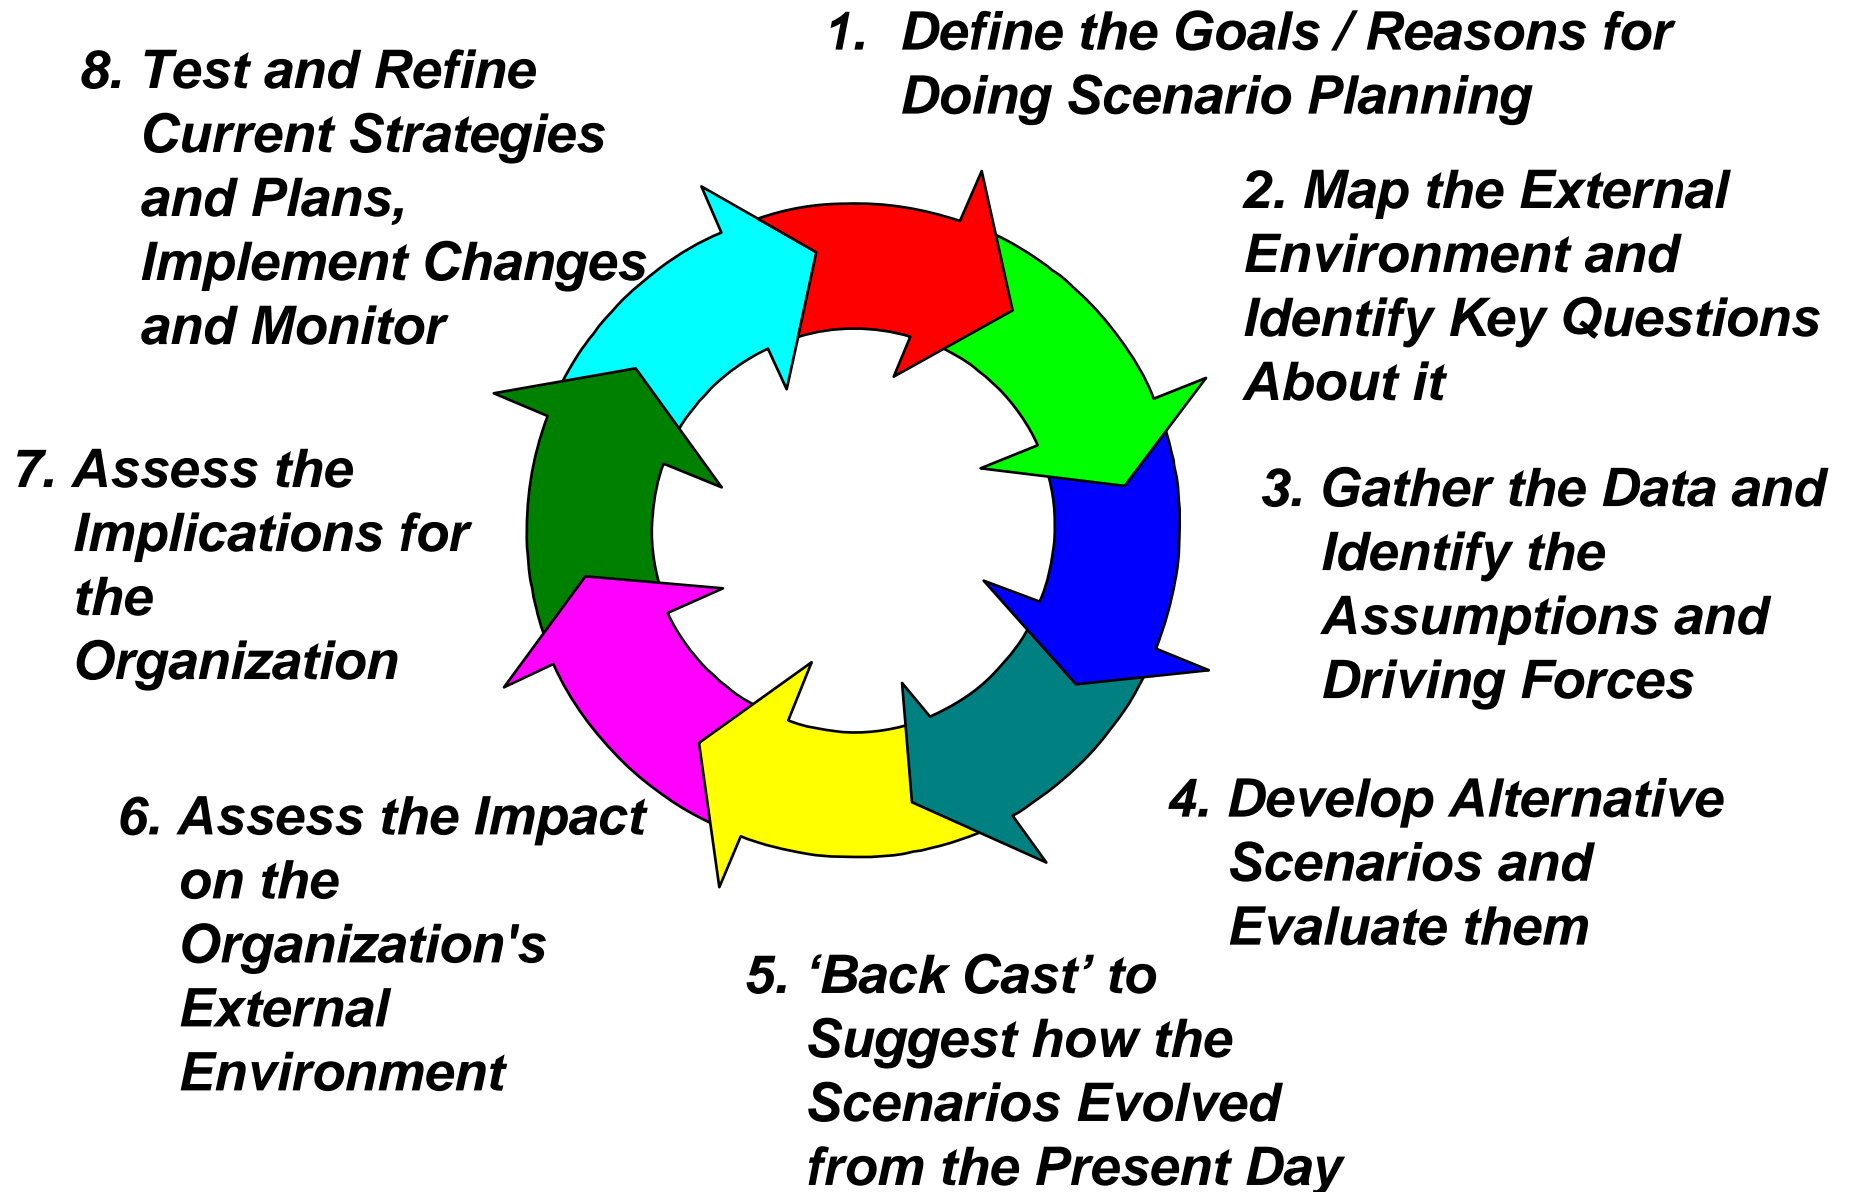 1. Define the Goals / Reasons for
Doing Scenario Planning
2. Map the External
Environment and
Identify Key Questions
About it
3. Gather the Data and
Identify the
Assumptions and
Driving Forces
4. Develop Alternative
Scenarios and
Evaluate them
5. ‘Back Cast’ to
Suggest how the
Scenarios Evolved
from the Present Day
6. Assess the Impact
on the
Organization's
External
Environment
7. Assess the
Implications for
the
Organization
8. Test and Refine
Current Strategies
and Plans,
Implement Changes
and Monitor